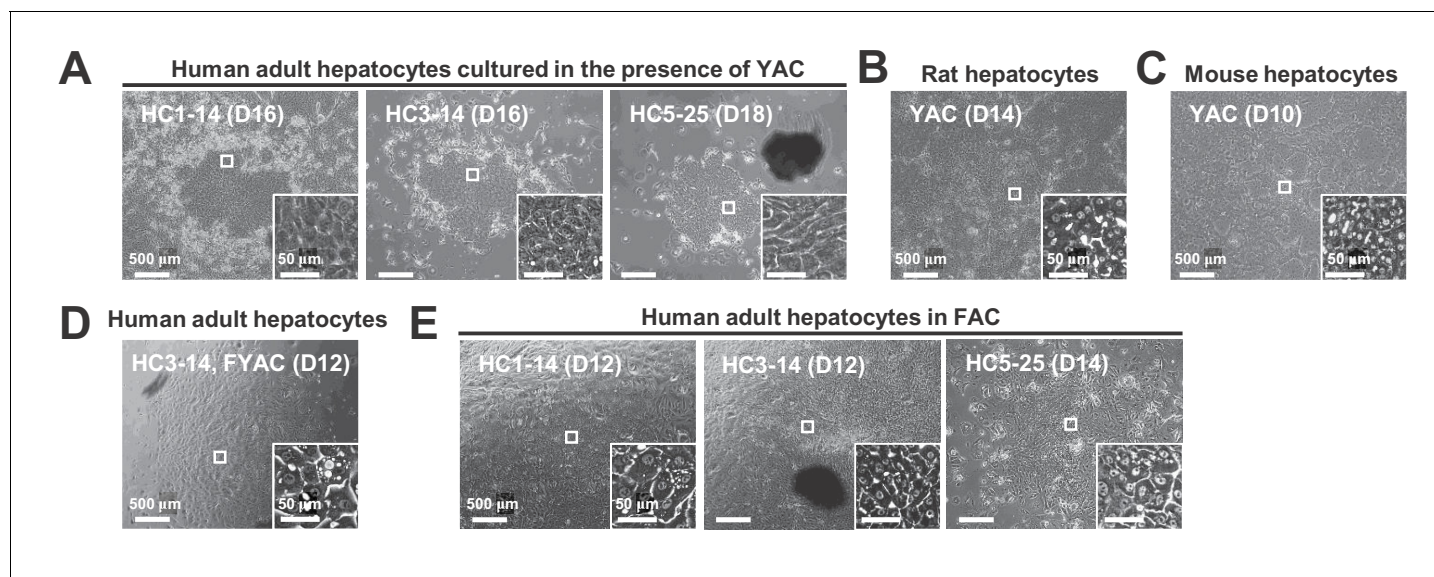 A
Human adult hepatocytes cultured in the presence of YAC
HC1-14 (D16)
500 μm
50 μm
HC3-14 (D16)
HC5-25 (D18)
B
Rat hepatocytes
YAC (D14)
500 μm
50 μm
C
Mouse hepatocytes
YAC (D10)
500 μm
50 μm
D
Human adult hepatocytes
HC3-14, FYAC (D12)
500 μm
50 μm
E
Human adult hepatocytes in FAC
HC1-14 (D12)
500 μm
50 μm
HC3-14 (D12)
HC5-25 (D14)